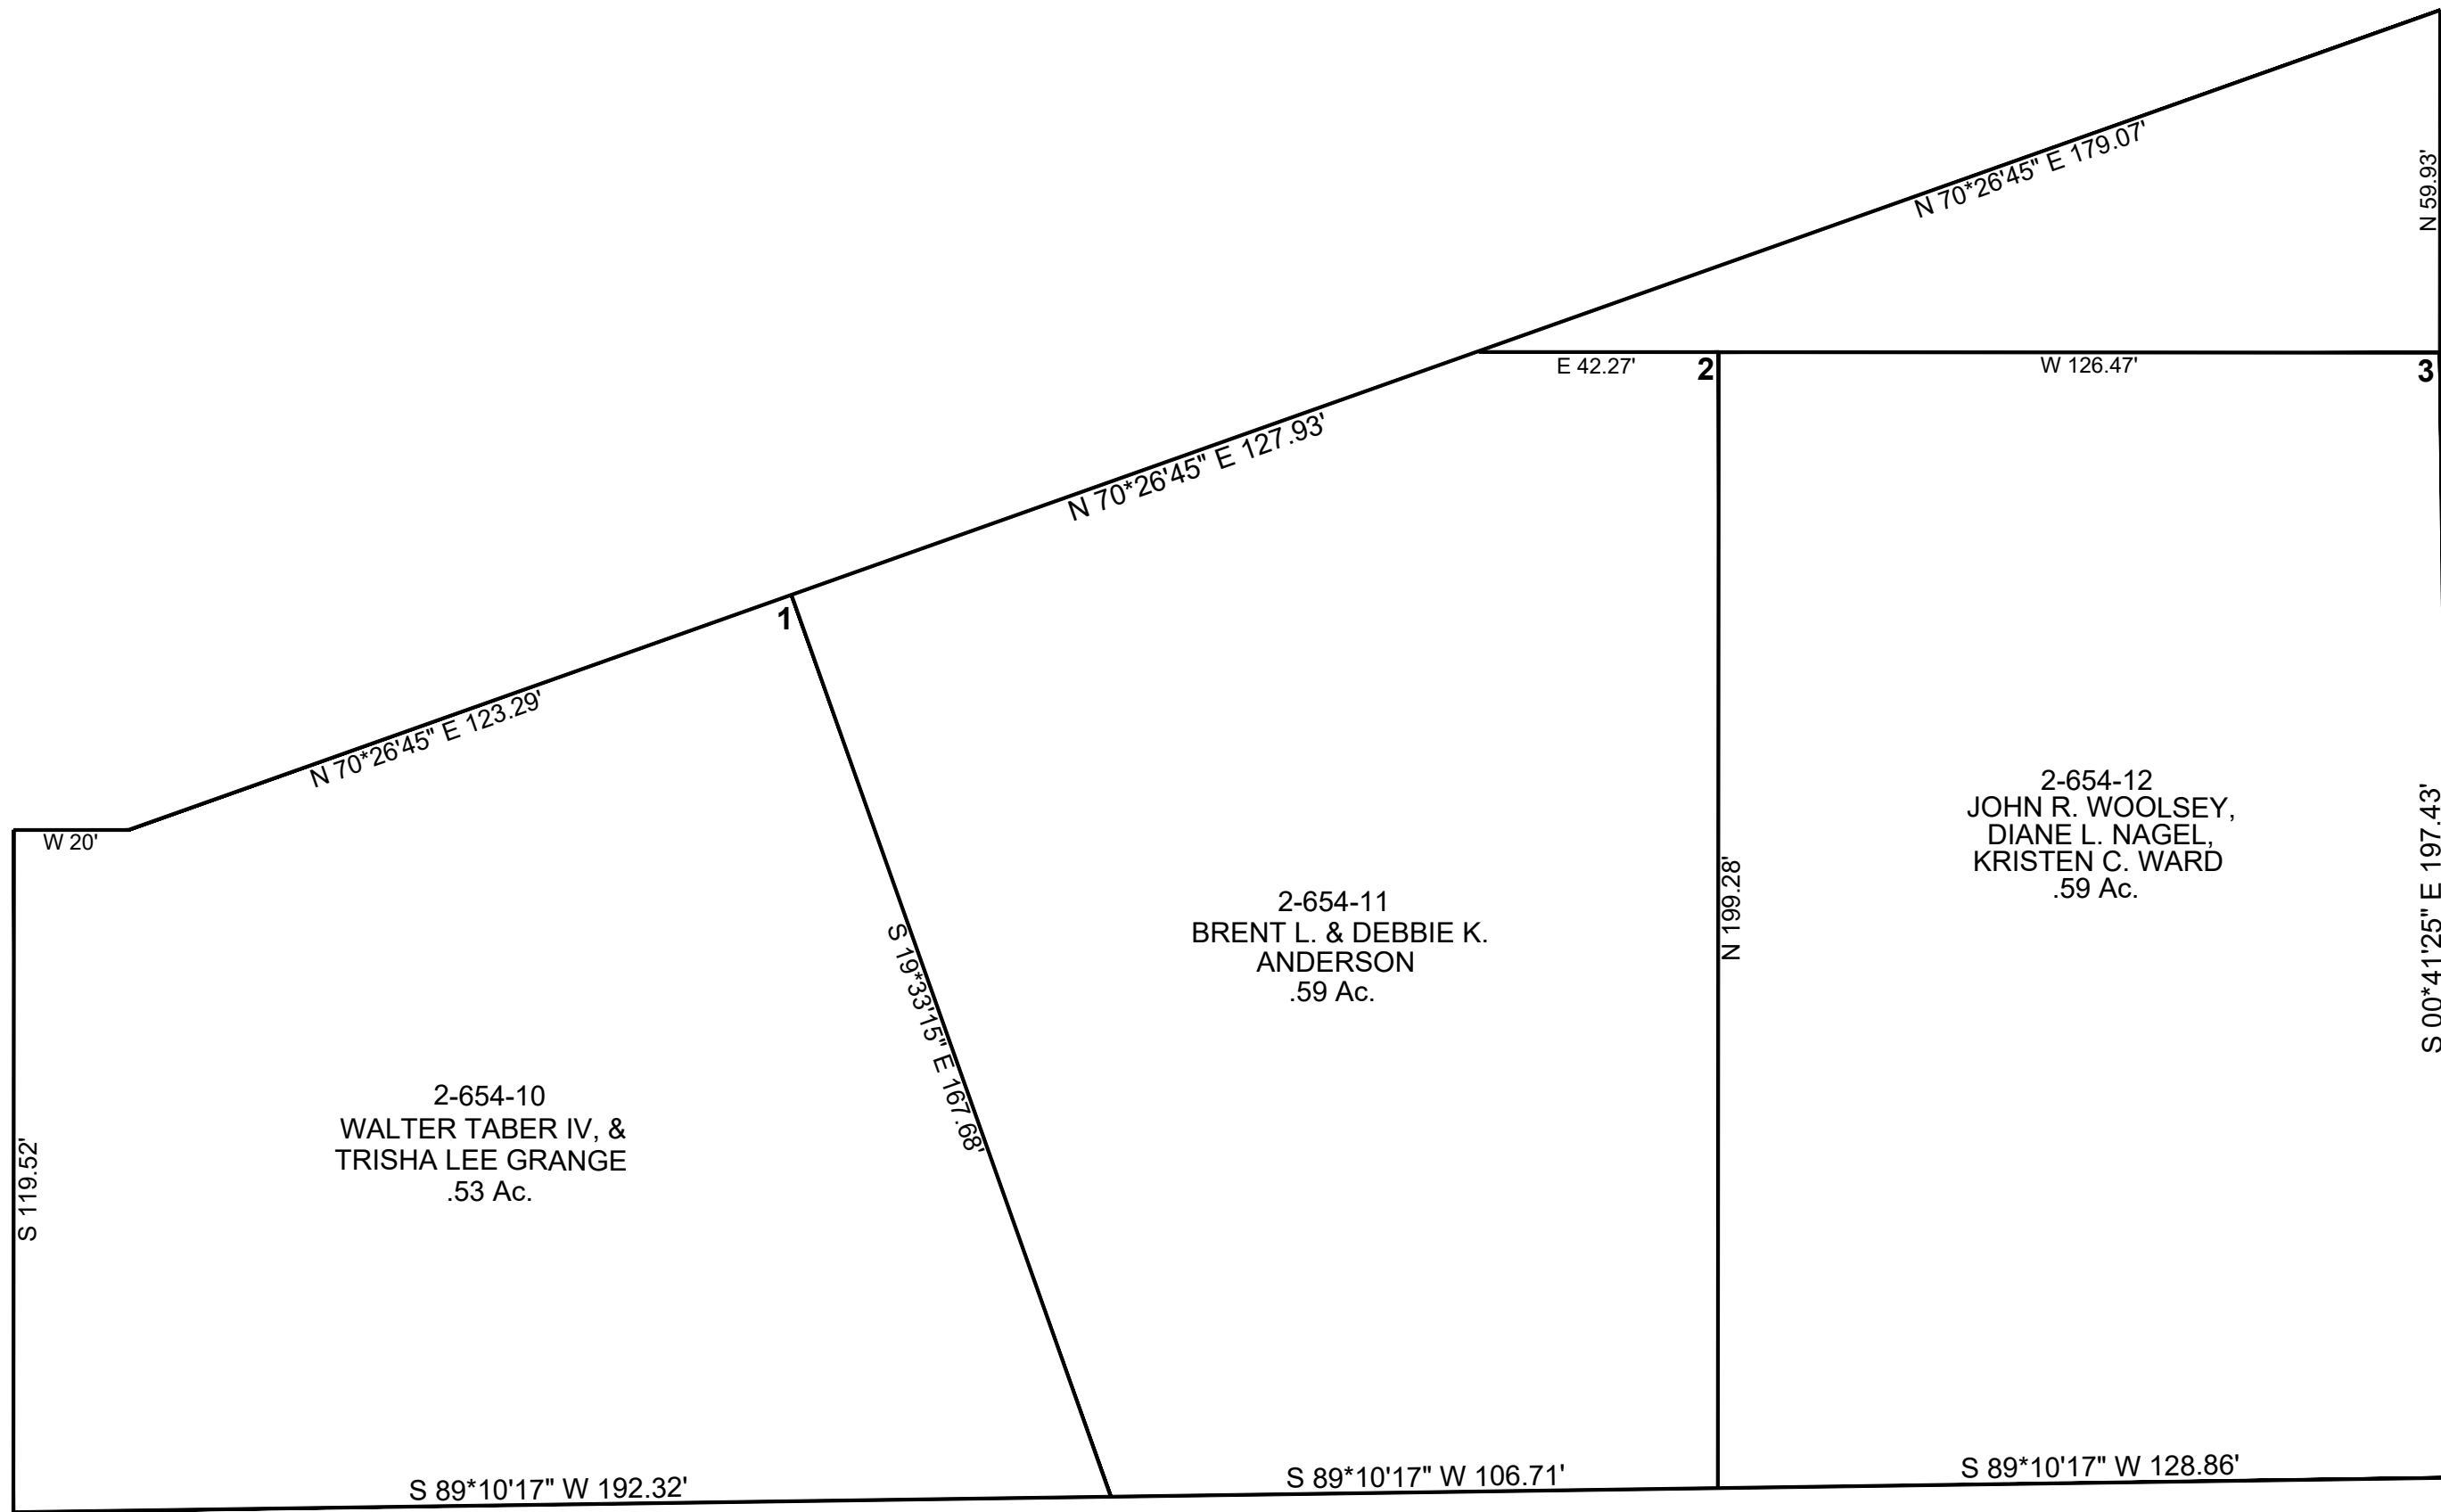 N 70*26'45" E 179.07'
N 59.93'
E 42.27'
2
W 126.47'
3
N 70*26'45" E 127.93'
1
N 70*26'45" E 123.29'
W 20'
2-654-12
JOHN R. WOOLSEY,
DIANE L. NAGEL,
KRISTEN C. WARD
.59 Ac.
S 00*41'25" E 197.43'
N 199.28'
2-654-11
BRENT L. & DEBBIE K.
ANDERSON
.59 Ac.
S 19*33'15" E 167.68'
2-654-10
WALTER TABER IV, &
TRISHA LEE GRANGE
.53 Ac.
S 119.52'
S 89*10'17" W 192.32'
S 89*10'17" W 106.71'
S 89*10'17" W 128.86'